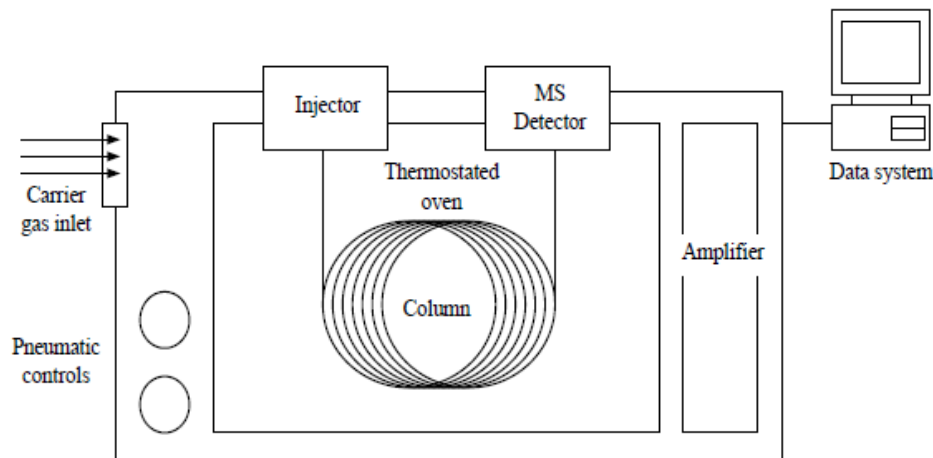 Injector
MS
Detector
Carrier
gas inlet
Thermostated
oven
Data system
Amplifier
Column
Pneumatic
controls